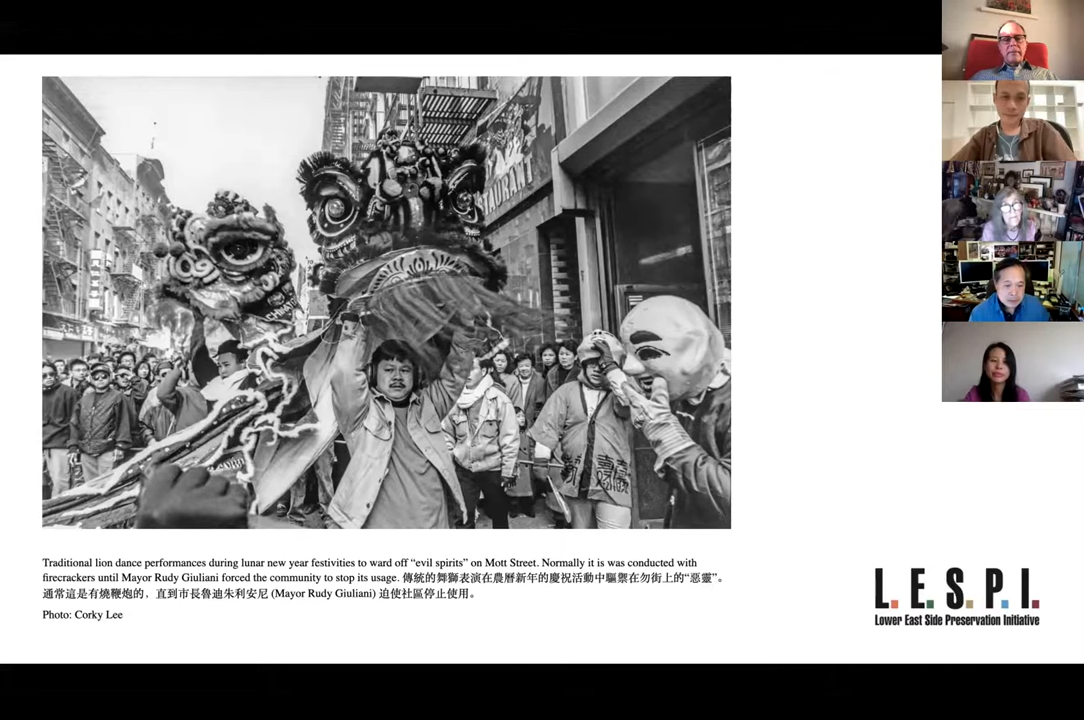 STAURANT
Traditional lion dance performances during lunar new year festivities to ward off “evil spirits” on Mott Street. Normally it is was conducted with
firecrackers until Mayor Rudy Giuliani forced the community to stop its usage. 傳統的舞獅表演在農曆新年的慶祝活動中驅禦在勿街上的“惡靈”。
通常這是有燒鞭炮的，直到市長魯迪朱利安尼 (Mayor Rudy Giuliani) 迫使社區停止使用。
Photo: Corky Lee
L.E.S.P.I.
Lower East Side Preservation Initiative